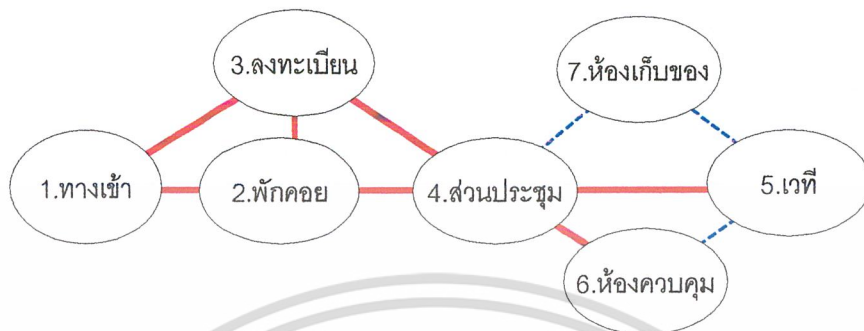 3.ลงทะเบียน
7.ห้องเก็บของ
1.ทางเข้า
2.พักคอย
4.ส่วนประชุม
5.เวที
6.ห้องควบคุม